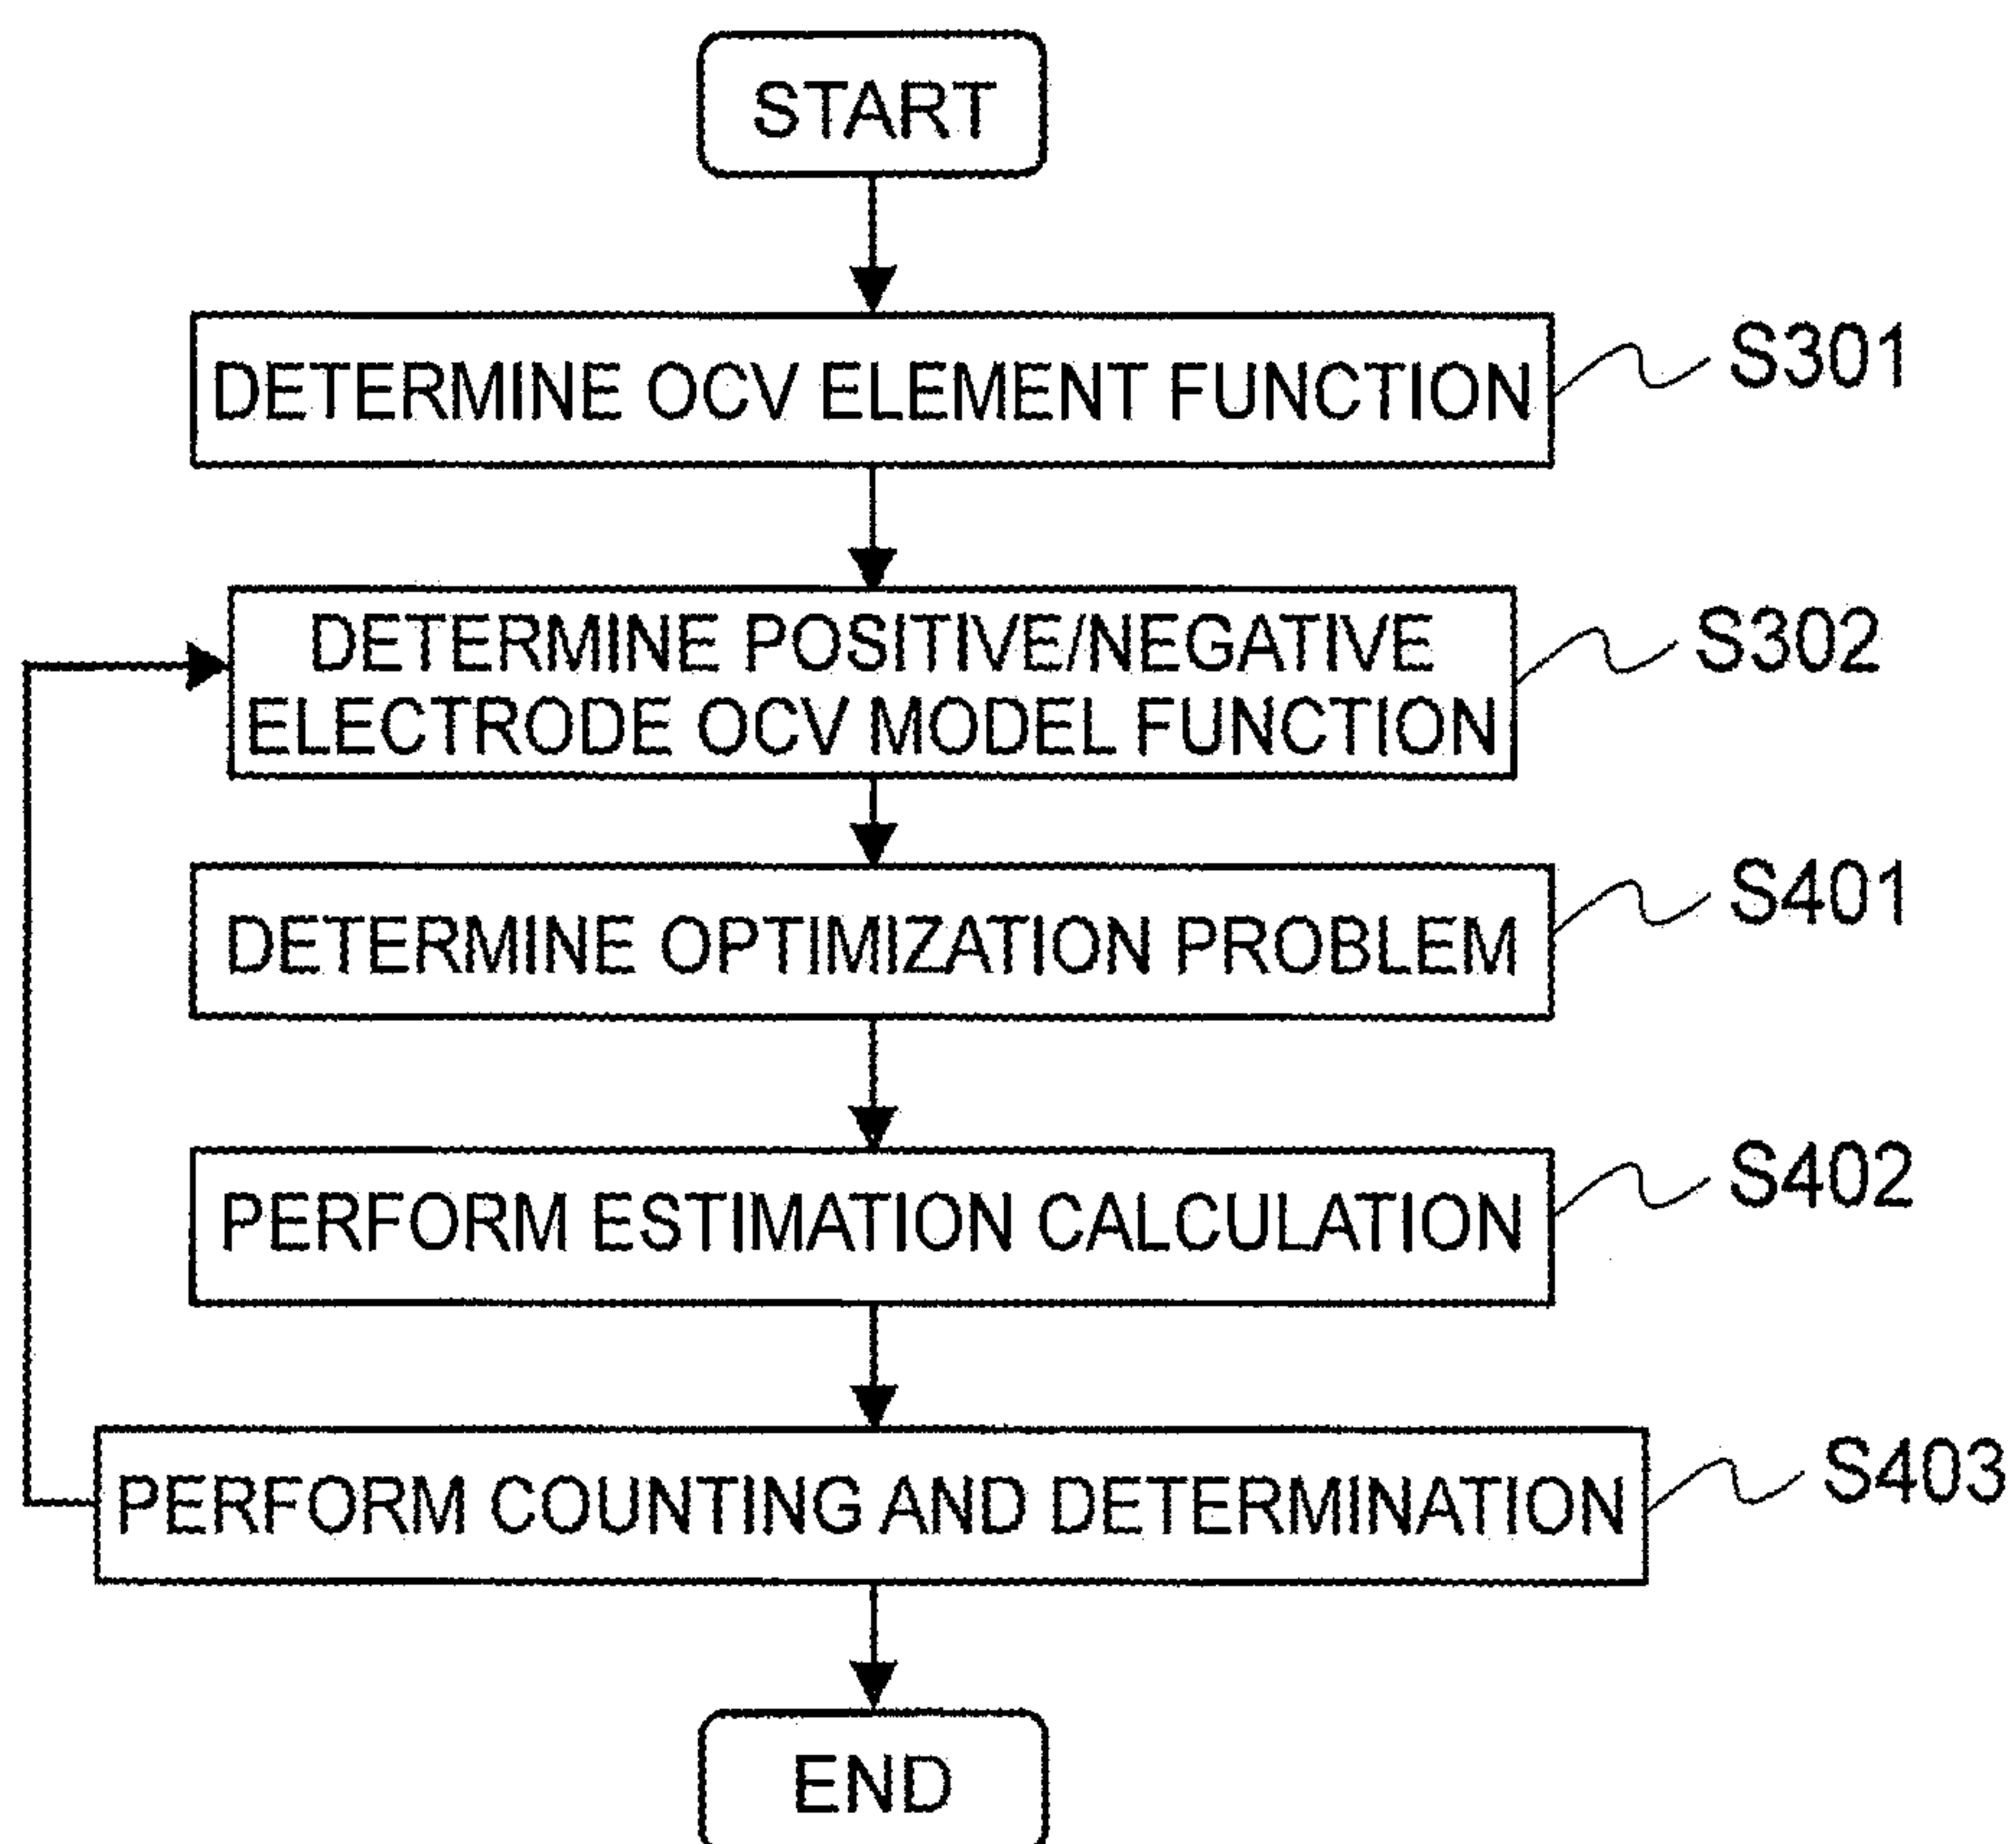 START
DETERMINE OCV ELEMENT FUNCTION
S301
DETERMINE POSITIVE/NEGATIVE
ELECTRODE OCV MODEL FUNCTION
S302
DETERMINE OPTIMIZATION PROBLEM
S401
PERFORM ESTIMATION CALCULATION
S402
PERFORM COUNTING AND DETERMINATION
S403
END